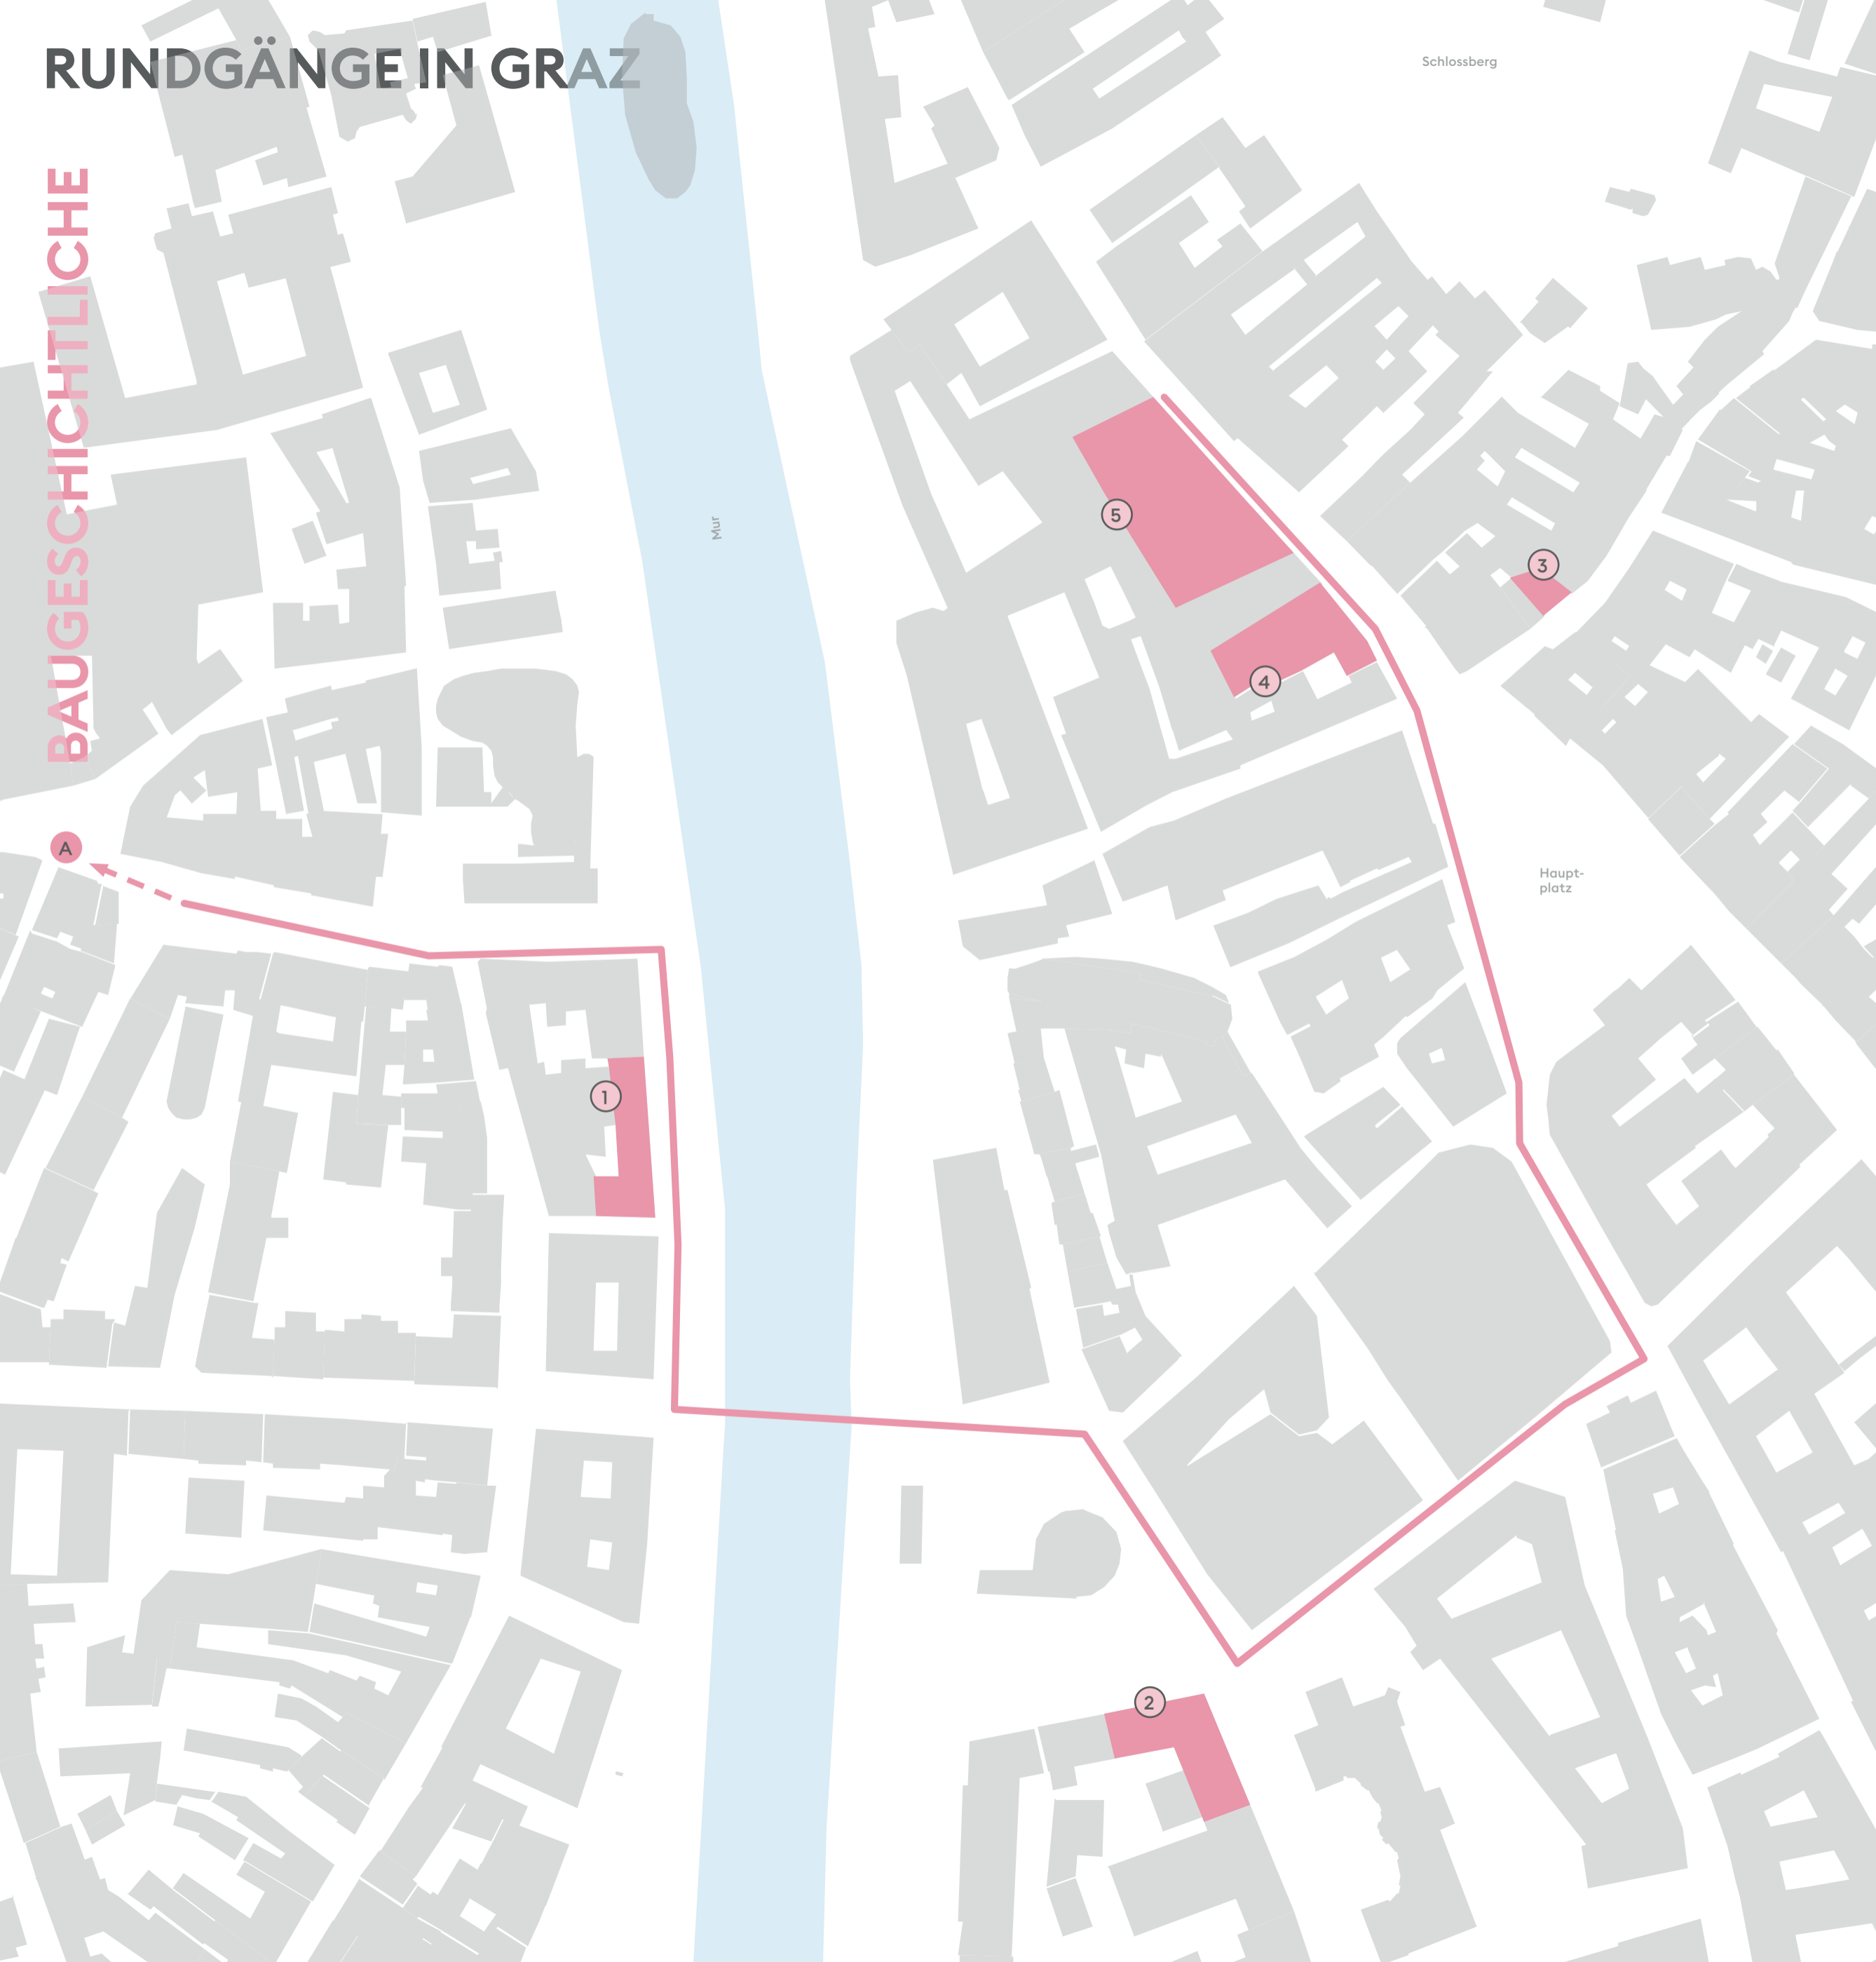 RUNDGÄNGE IN GRAZ
BAUGESCHICHTLICHE
Schlossberg
Mur
5
3
4
A
Haupt-
platz
1
2